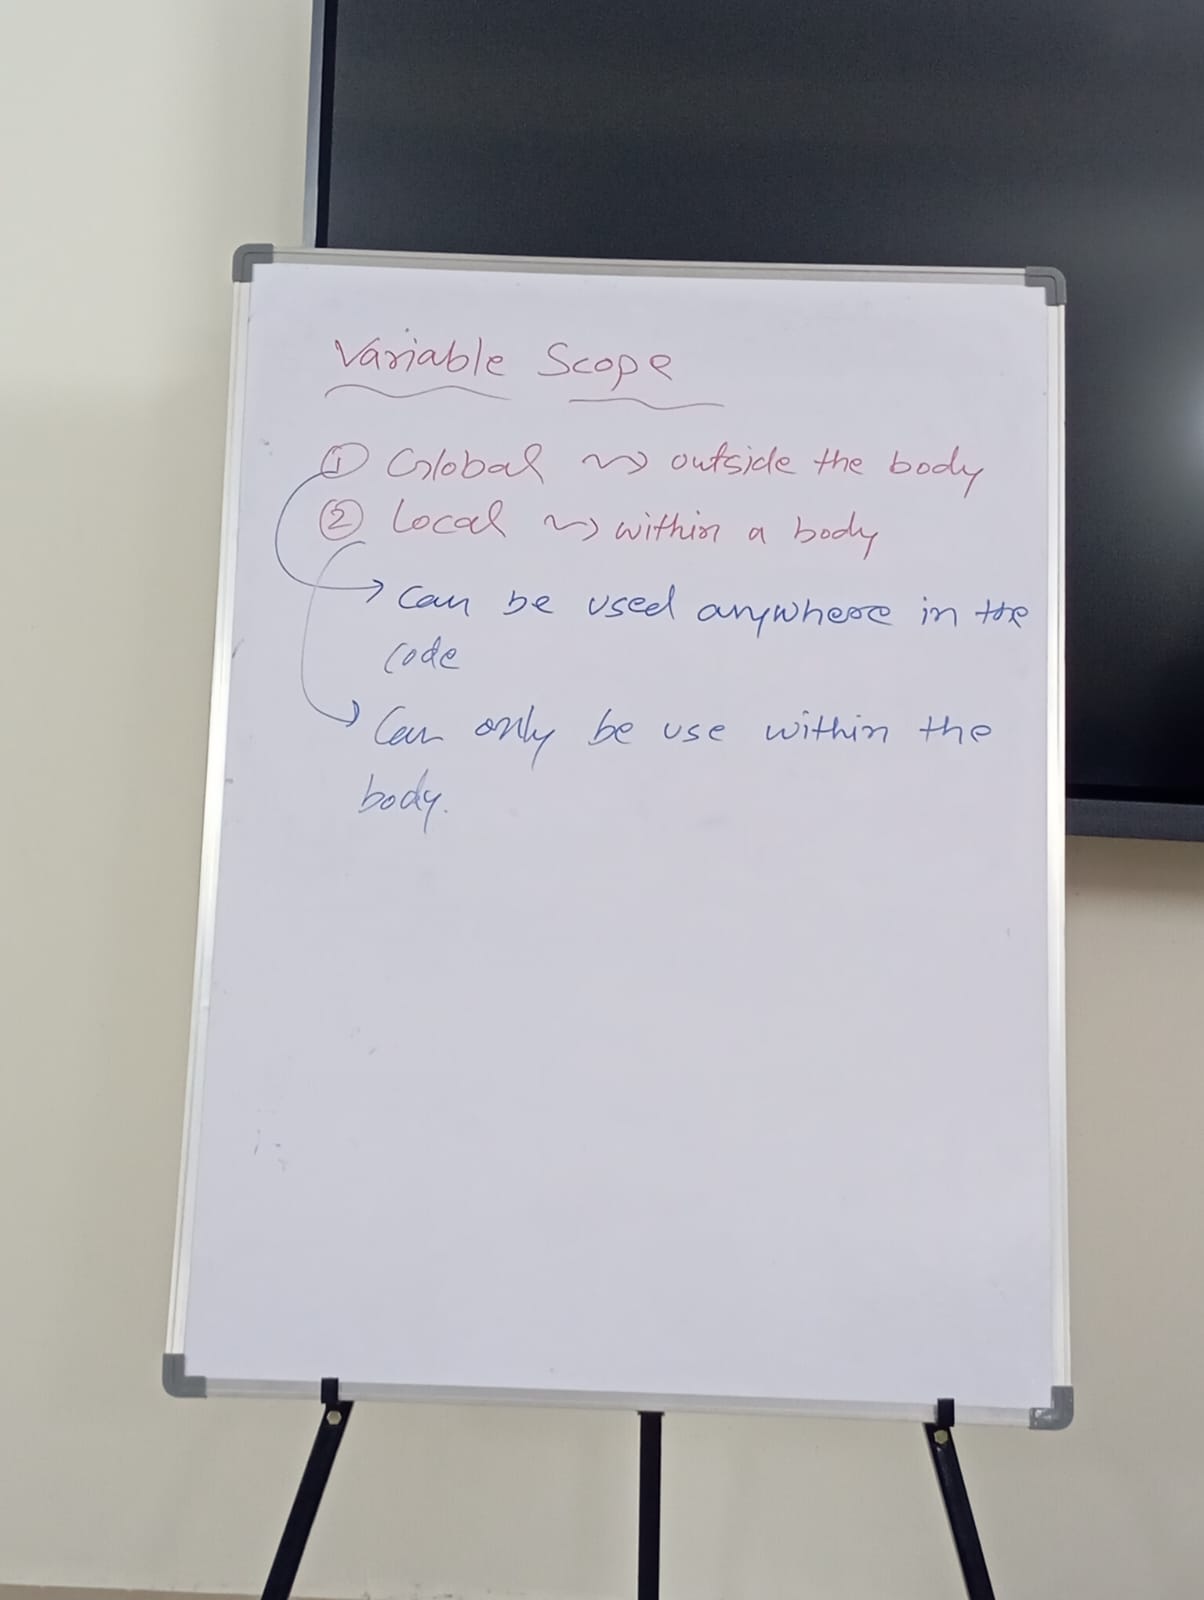 Variable Scope
① Global ~> outside the body
② Local ~> within a body
→ Can be used anywhere in the
code
→ Can only be use within the
body.